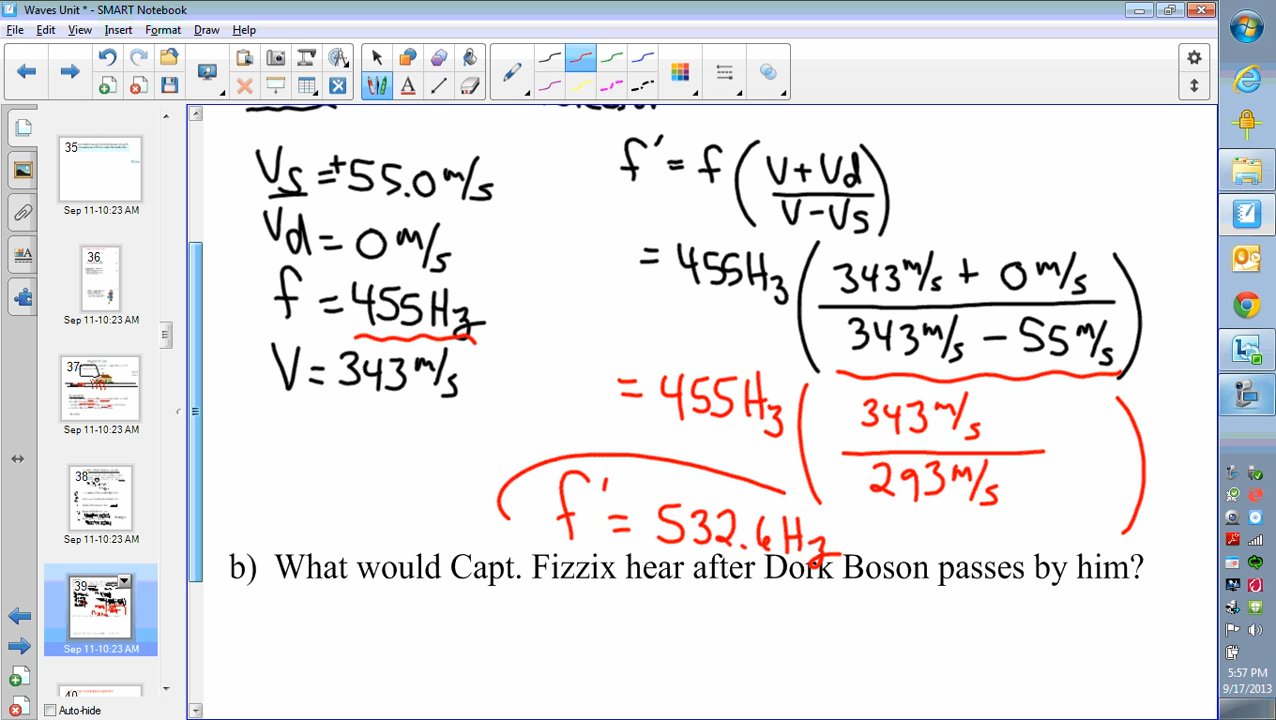 Waves Unit * - SMART Notebook
File Edit View Insert Format Draw Help
Vs = +55.0 m/s
Vd = 0 m/s
f = 455 Hz
V = 343 m/s
f' = f ( V + Vd / V - Vs )
= 455 Hz ( 343 m/s + 0 m/s / 343 m/s - 55 m/s )
= 455 Hz ( 343 m/s / 293 m/s )
f' = 532.6 Hz
b) What would Capt. Fizzix hear after Dork Boson passes by him?
35
Sep 11-10:23 AM
36
Sep 11-10:23 AM
37
Sep 11-10:23 AM
38
Sep 11-10:23 AM
39
Sep 11-10:23 AM
40
Auto-hide
5:57 PM
9/17/2013